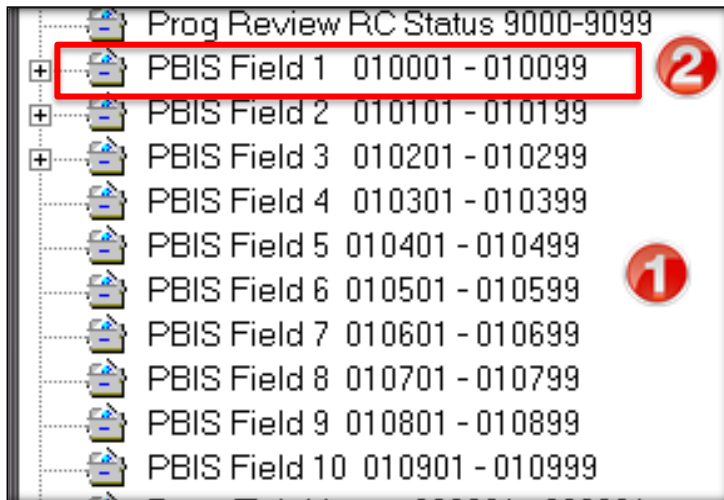 Prog Review RC Status 9000-9099
PBIS Field 1 010001 - 010099
2
PBIS Field 2 010101 - 010199
PBIS Field 3 010201 - 010299
PBIS Field 4 010301 - 010399
PBIS Field 5 010401 - 010499
1
PBIS Field 6 010501 - 010599
PBIS Field 7 010601 - 010699
PBIS Field 8 010701 - 010799
PBIS Field 9 010801 - 010899
PBIS Field 10 010901 - 010999